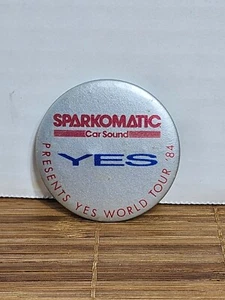 SPARKOMATIC
Car Sound
YES
PRESENTS YES WORLD TOUR '84